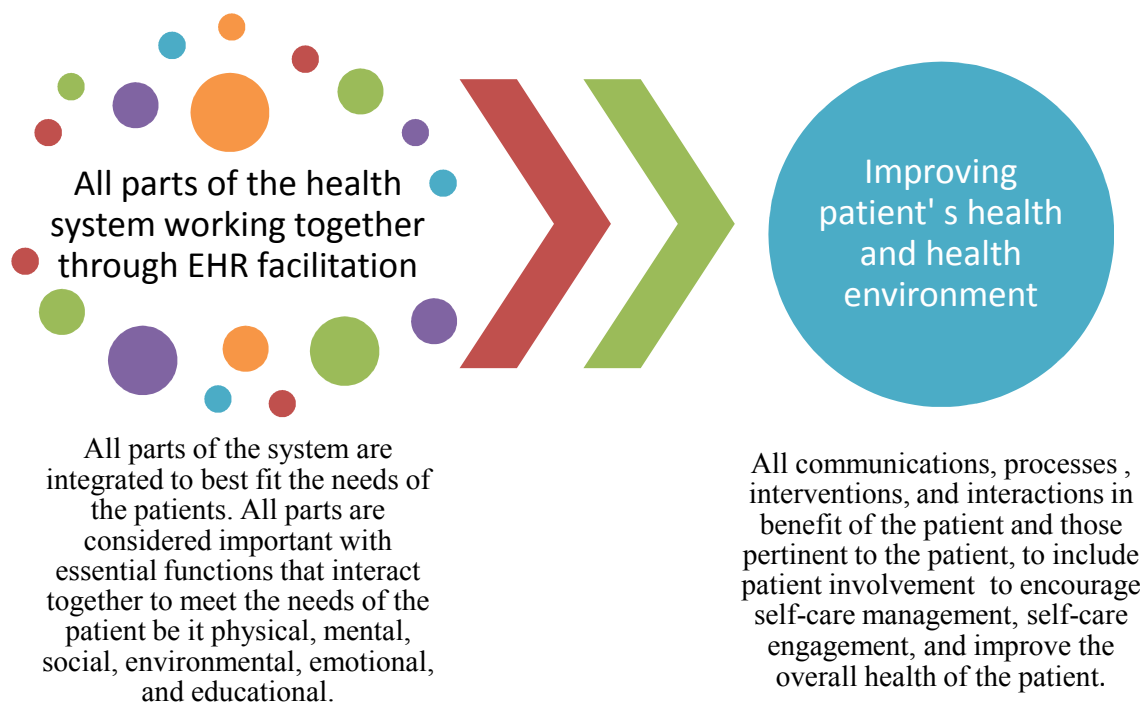 All parts of the health
system working together
through EHR facilitation
Improving
patient' s health
and health
environment
All parts of the system are
integrated to best fit the needs of
the patients. All parts are
considered important with
essential functions that interact
together to meet the needs of the
patient be it physical, mental,
social, environmental, emotional,
and educational.
All communications, processes ,
interventions, and interactions in
benefit of the patient and those
pertinent to the patient, to include
patient involvement  to encourage
self-care management, self-care
engagement, and improve the
overall health of the patient.